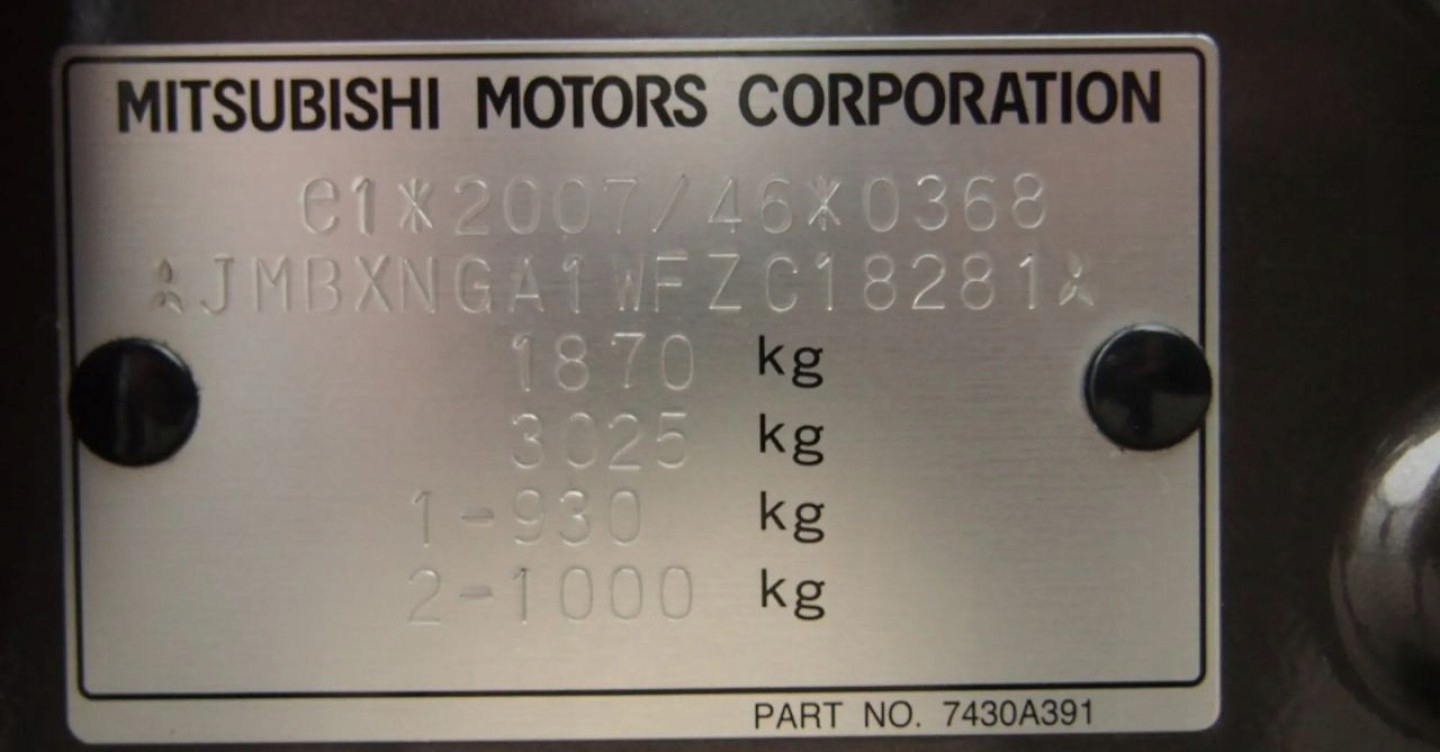 MITSUBISHI MOTORS CORPORATION
e1*2007/46*0368
JMBXNGA1WFZC18281
1870 kg
3025 kg
1-930 kg
2-1000 kg
PART NO. 7430A391